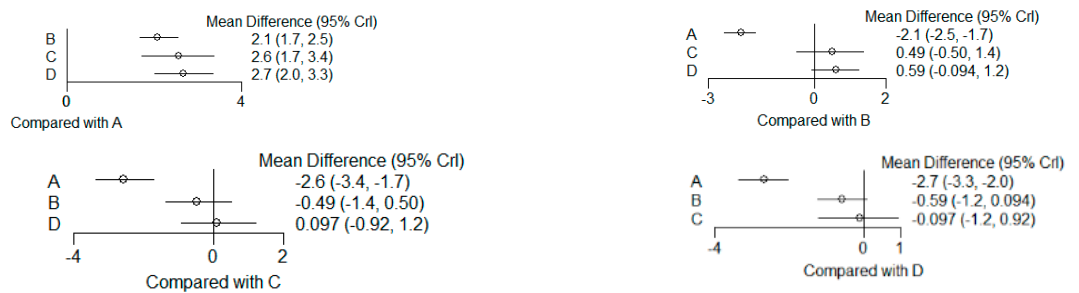 Mean Difference (95% Crl)
B 2.1 (1.7, 2.5)
C 2.6 (1.7, 3.4)
D 2.7 (2.0, 3.3)
0 4
Compared with A
Mean Difference (95% Crl)
A -2.1 (-2.5, -1.7)
C 0.49 (-0.50, 1.4)
D 0.59 (-0.094, 1.2)
-3 0 2
Compared with B
Mean Difference (95% Crl)
A -2.6 (-3.4, -1.7)
B -0.49 (-1.4, 0.50)
D 0.097 (-0.92, 1.2)
-4 0 2
Compared with C
Mean Difference (95% Crl)
A -2.7 (-3.3, -2.0)
B -0.59 (-1.2, 0.094)
C -0.097 (-1.2, 0.92)
-4 0 1
Compared with D